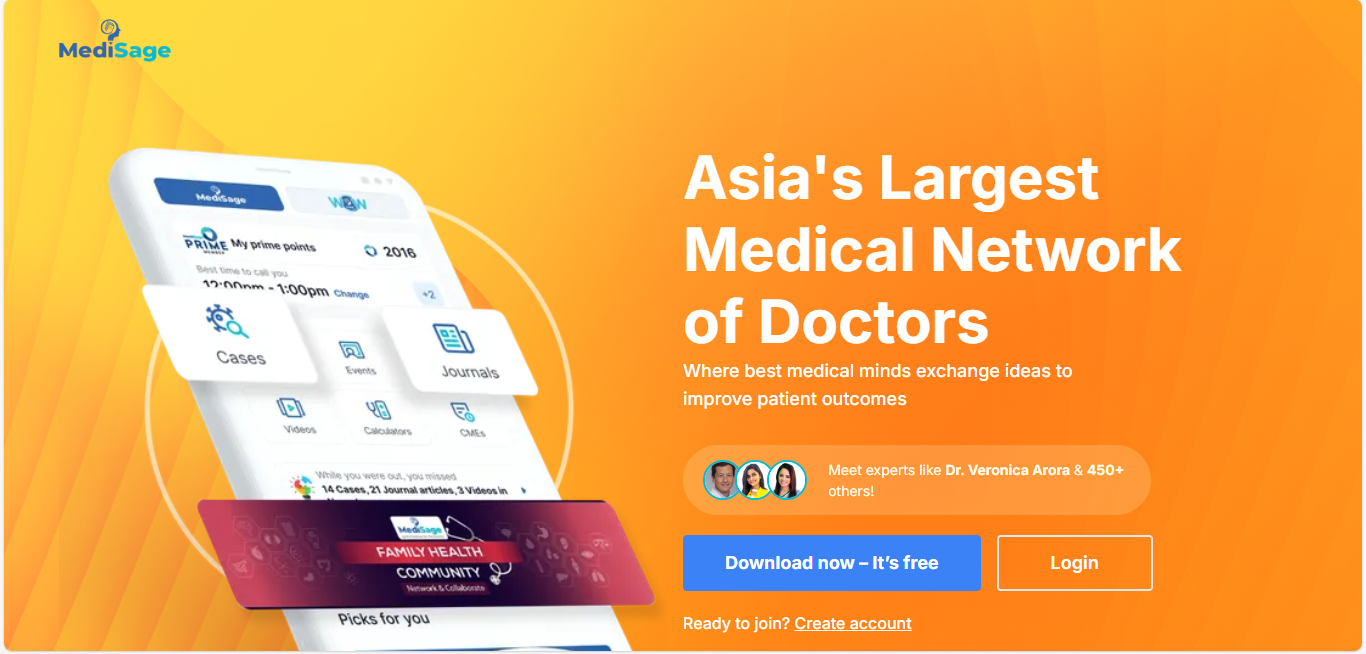 MediSage
Asia's Largest
Medical Network
of Doctors
Where best medical minds exchange ideas to
improve patient outcomes
Meet experts like Dr. Veronica Arora & 450+
others!
Download now – It's free
Login
Ready to join? Create account
MediSage
PRIME
MEMBER
My prime points
2016
Best time to call you
12:00pm - 1:00pm Change
+2
Cases
Events
Journals
Videos
Calculators
CMEs
While you were out, you missed
14 Cases, 21 Journal articles, 3 Videos in
MediSage
FAMILY HEALTH
COMMUNITY
Network & Collaborate
Picks for you